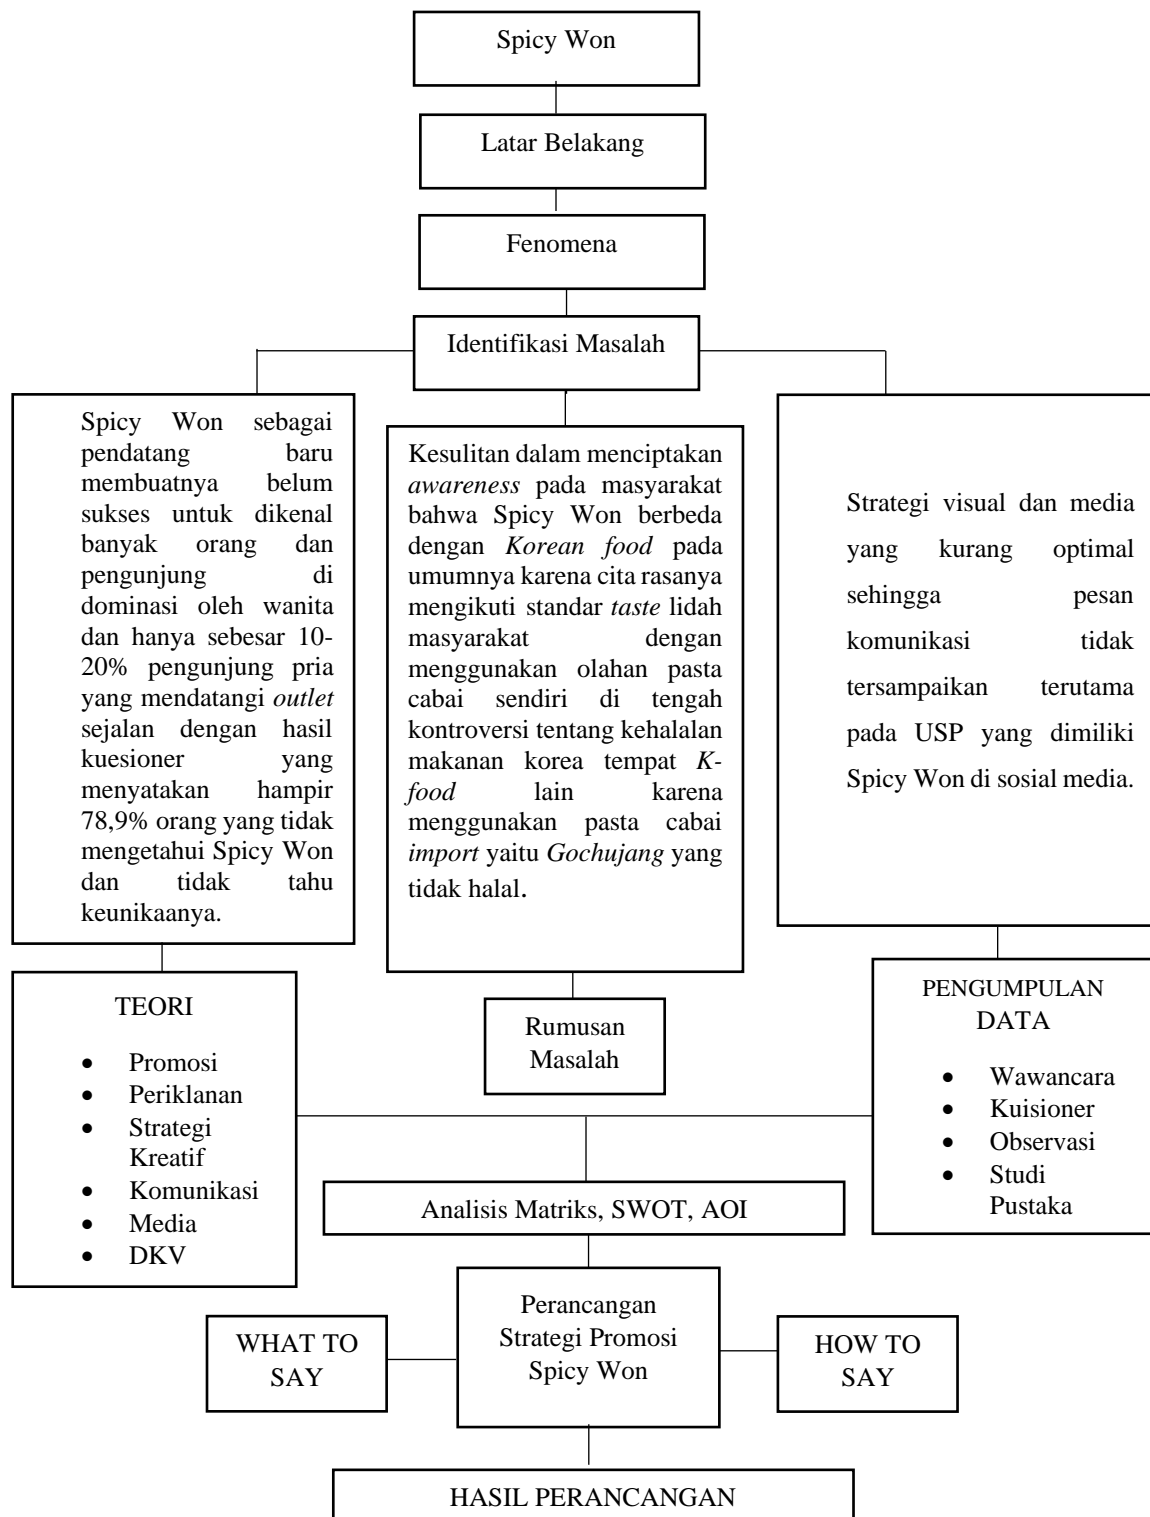 Spicy Won
Latar Belakang
Fenomena
Identifikasi Masalah
Spicy Won sebagai
pendatang baru
membuatnya belum
sukses untuk dikenal
banyak orang dan
pengunjung di
dominasi oleh wanita
dan hanya sebesar 10-
20% pengunjung pria
yang mendatangi outlet
sejalan dengan hasil
kuesioner yang
menyatakan hampir
78,9% orang yang tidak
mengetahui Spicy Won
dan tidak tahu
keunikaanya.
Kesulitan dalam menciptakan
awareness pada masyarakat
bahwa Spicy Won berbeda
dengan Korean food pada
umumnya karena cita rasanya
mengikuti standar taste lidah
masyarakat dengan
menggunakan olahan pasta
cabai sendiri di tengah
kontroversi tentang kehalalan
makanan korea tempat K-
food lain karena
menggunakan pasta cabai
import yaitu Gochujang yang
tidak halal.
Strategi visual dan media
yang kurang optimal
sehingga pesan
komunikasi tidak
tersampaikan terutama
pada USP yang dimiliki
Spicy Won di sosial media.
TEORI
• Promosi
• Periklanan
• Strategi
Kreatif
• Komunikasi
• Media
• DKV
Rumusan
Masalah
PENGUMPULAN
DATA
• Wawancara
• Kuisioner
• Observasi
• Studi
Pustaka
Analisis Matriks, SWOT, AOI
Perancangan
Strategi Promosi
Spicy Won
WHAT TO
SAY
HOW TO
SAY
HASIL PERANCANGAN